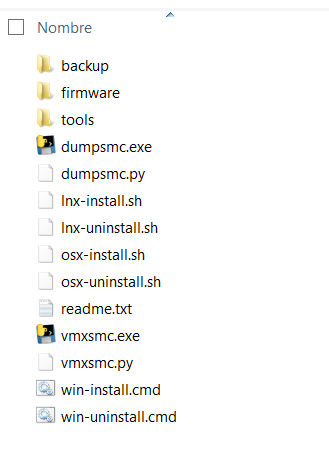 Nombre
backup
firmware
tools
dumpsmc.exe
dumpsmc.py
lnx-install.sh
lnx-uninstall.sh
osx-install.sh
osx-uninstall.sh
readme.txt
vmxsmc.exe
vmxsmc.py
win-install.cmd
win-uninstall.cmd